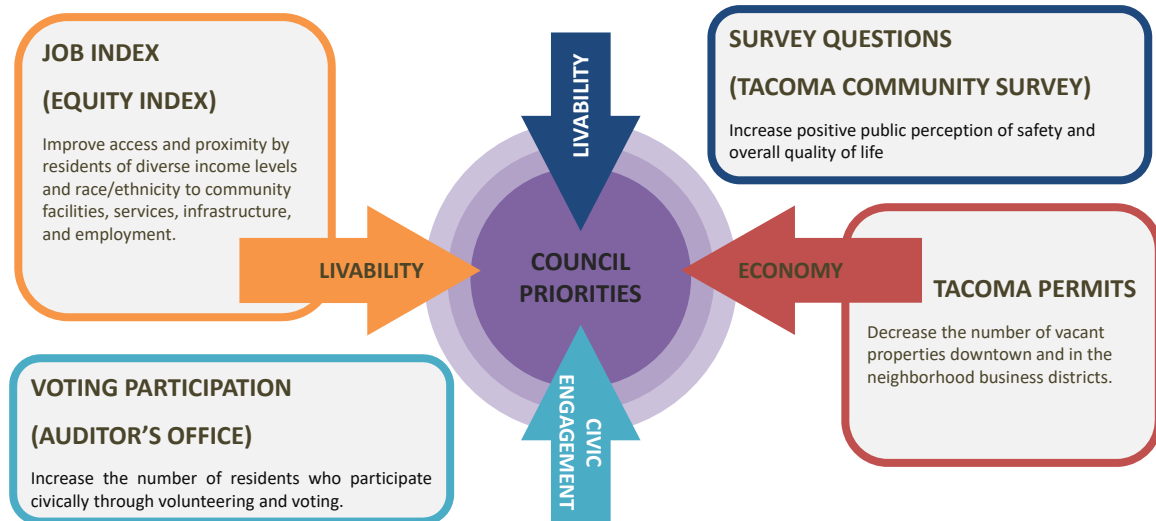 JOB INDEX
(EQUITY INDEX)
Improve access and proximity by
residents of diverse income levels
and race/ethnicity to community
facilities, services, infrastructure,
and employment.
LIVABILITY
LIVABILITY
SURVEY QUESTIONS
(TACOMA COMMUNITY SURVEY)
Increase positive public perception of safety and
overall quality of life
COUNCIL
PRIORITIES
ECONOMY
TACOMA PERMITS
Decrease the number of vacant
properties downtown and in the
neighborhood business districts.
VOTING PARTICIPATION
(AUDITOR’S OFFICE)
Increase the number of residents who participate
civically through volunteering and voting.
CIVIC
ENGAGEMENT